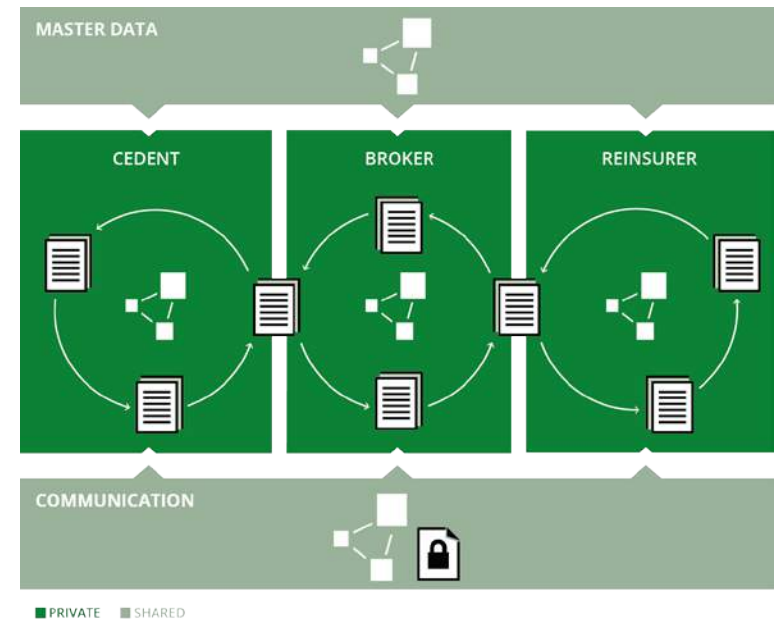 MASTER DATA
CEDENT
BROKER
REINSURER
COMMUNICATION
PRIVATE
SHARED